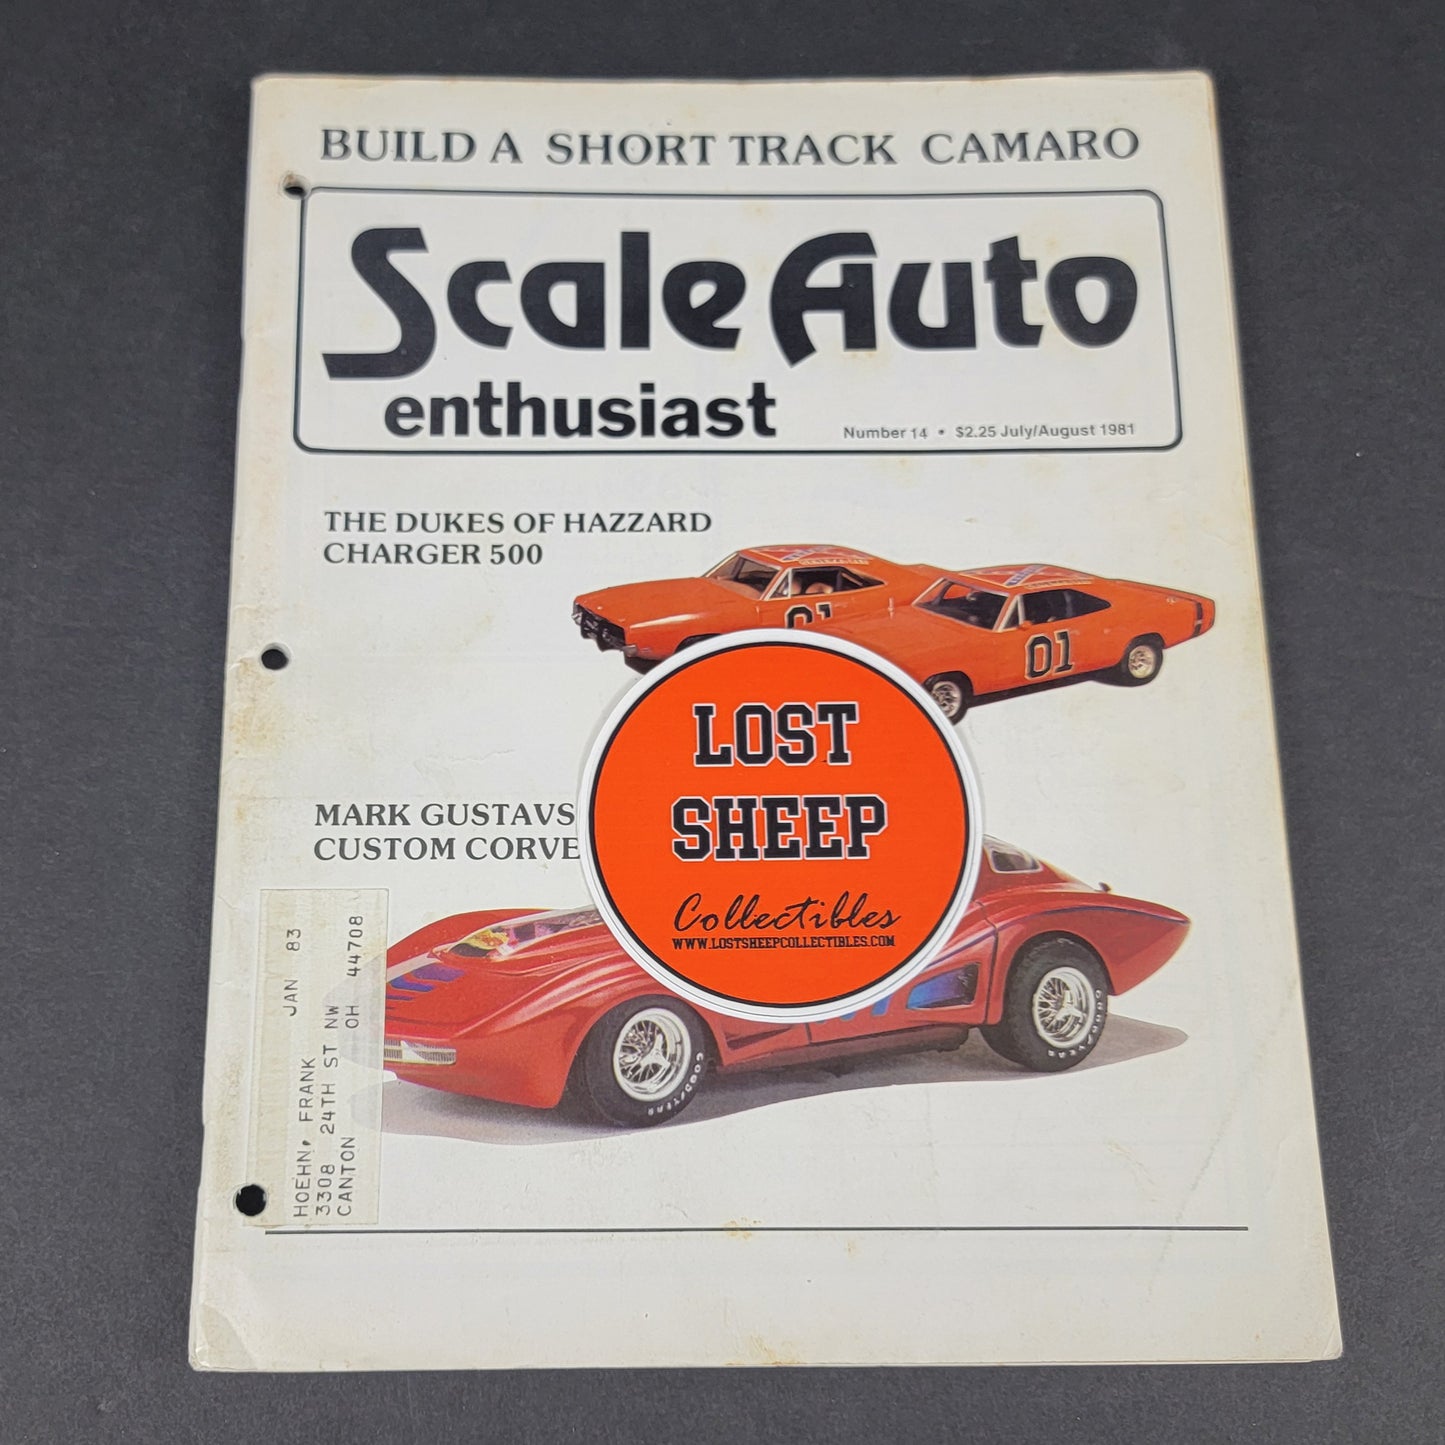 BUILD A SHORT TRACK CAMARO
Scale Auto
enthusiast
Number 14 • $2.25 July/August 1981
THE DUKES OF HAZZARD
CHARGER 500
01
01
LOST
SHEEP
Collectibles
WWW.LOSTSHEEPCOLLECTIBLES.COM
MARK GUSTAVS
CUSTOM CORVE
GOODYEAR
GOODYEAR
JAN 83
HOEHN, FRANK
3308 24TH ST NW
CANTON OH 44708